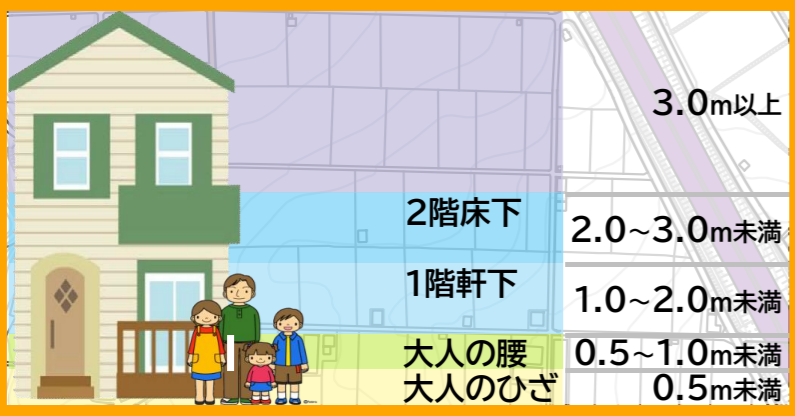 3.0m以上
2階床下
2.0~3.0m未満
1階軒下
1.0~2.0m未満
大人の腰
0.5~1.0m未満
大人のひざ
0.5m未満